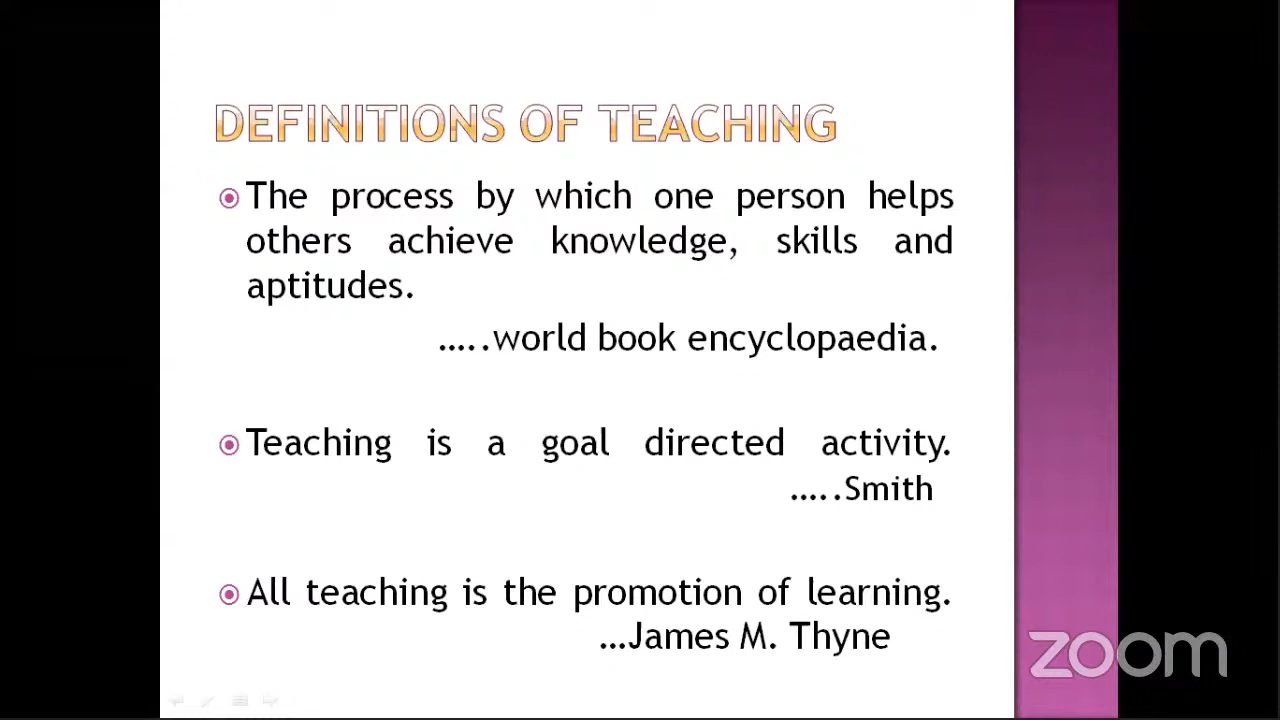 DEFINITIONS OF TEACHING
The process by which one person helps
others achieve knowledge, skills and
aptitudes.
…..world book encyclopaedia.
Teaching is a goal directed activity.
…..Smith
All teaching is the promotion of learning.
…James M. Thyne
zoom